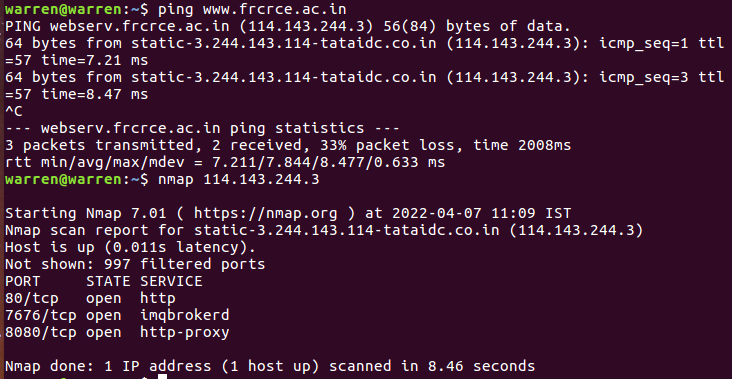 warren@warren:~$ ping www.frcrce.ac.in
PING webserv.frcrce.ac.in (114.143.244.3) 56(84) bytes of data.
64 bytes from static-3.244.143.114-tataidc.co.in (114.143.244.3): icmp_seq=1 ttl
=57 time=7.21 ms
64 bytes from static-3.244.143.114-tataidc.co.in (114.143.244.3): icmp_seq=3 ttl
=57 time=8.47 ms
^C
--- webserv.frcrce.ac.in ping statistics ---
3 packets transmitted, 2 received, 33% packet loss, time 2008ms
rtt min/avg/max/mdev = 7.211/7.844/8.477/0.633 ms
warren@warren:~$ nmap 114.143.244.3
Starting Nmap 7.01 ( https://nmap.org ) at 2022-04-07 11:09 IST
Nmap scan report for static-3.244.143.114-tataidc.co.in (114.143.244.3)
Host is up (0.011s latency).
Not shown: 997 filtered ports
PORT     STATE SERVICE
80/tcp   open  http
7676/tcp open  imqbrokerd
8080/tcp open  http-proxy
Nmap done: 1 IP address (1 host up) scanned in 8.46 seconds